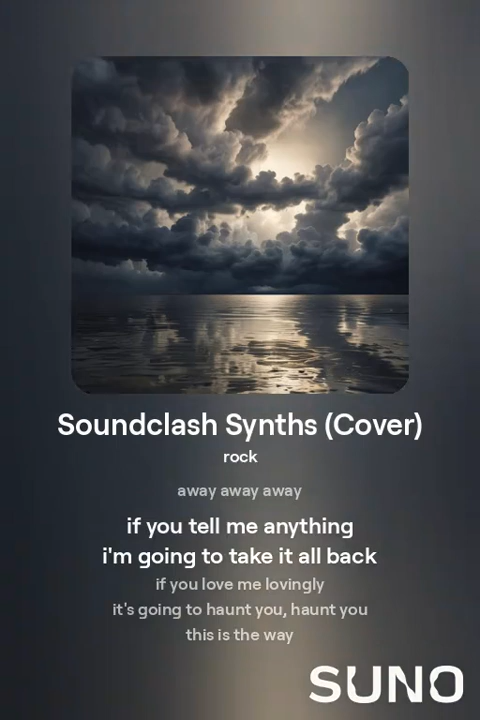 Soundclash Synths (Cover)
rock
away away away
if you tell me anything
i'm going to take it all back
if you love me lovingly
it's going to haunt you, haunt you
this is the way
SUNO